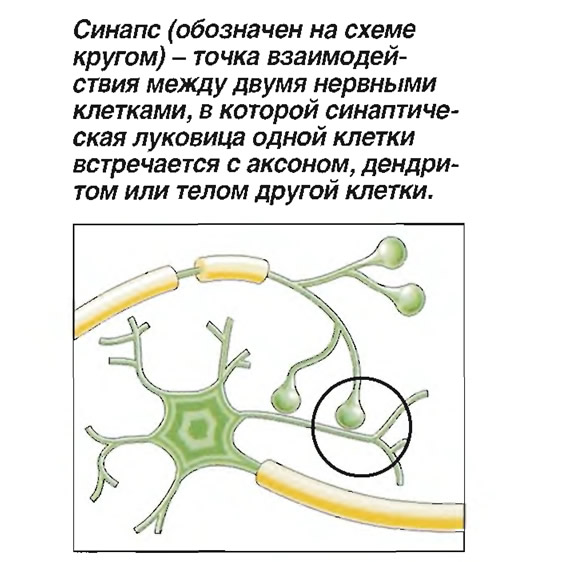 Синапс (обозначен на схеме
кругом) – точка взаимодей-
ствия между двумя нервными
клетками, в которой синаптиче-
ская луковица одной клетки
встречается с аксоном, дендри-
том или телом другой клетки.